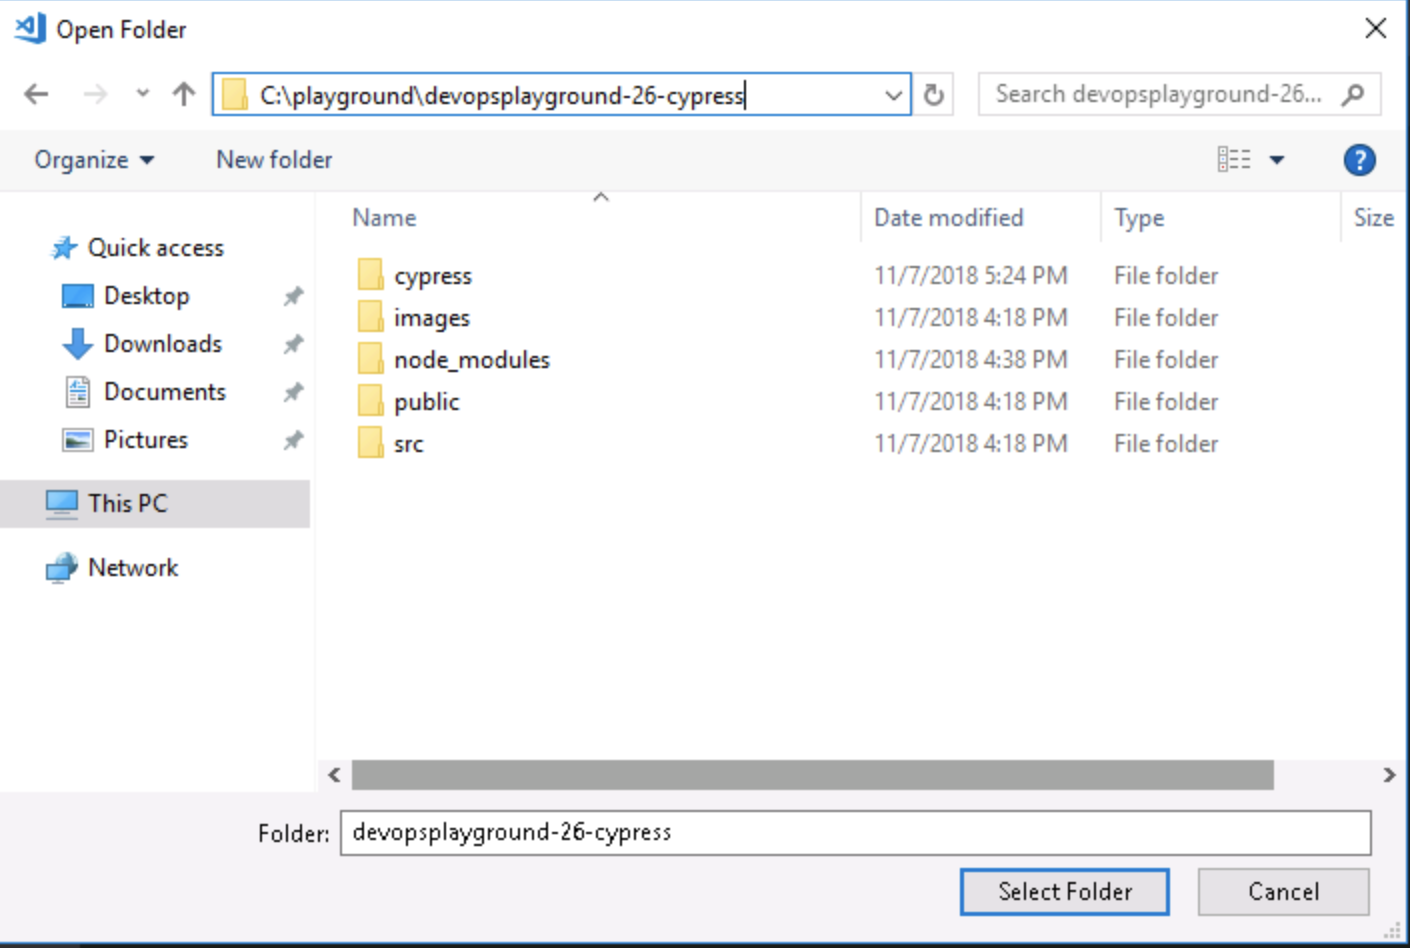 Open Folder
C:\playground\devopsplayground-26-cypress
Search devopsplayground-26...
Organize New folder ?
Name Date modified Type Size
Quick access
Desktop
Downloads
Documents
Pictures
This PC
Network
cypress 11/7/2018 5:24 PM File folder
images 11/7/2018 4:18 PM File folder
node_modules 11/7/2018 4:38 PM File folder
public 11/7/2018 4:18 PM File folder
src 11/7/2018 4:18 PM File folder
Folder: devopsplayground-26-cypress
Select Folder Cancel